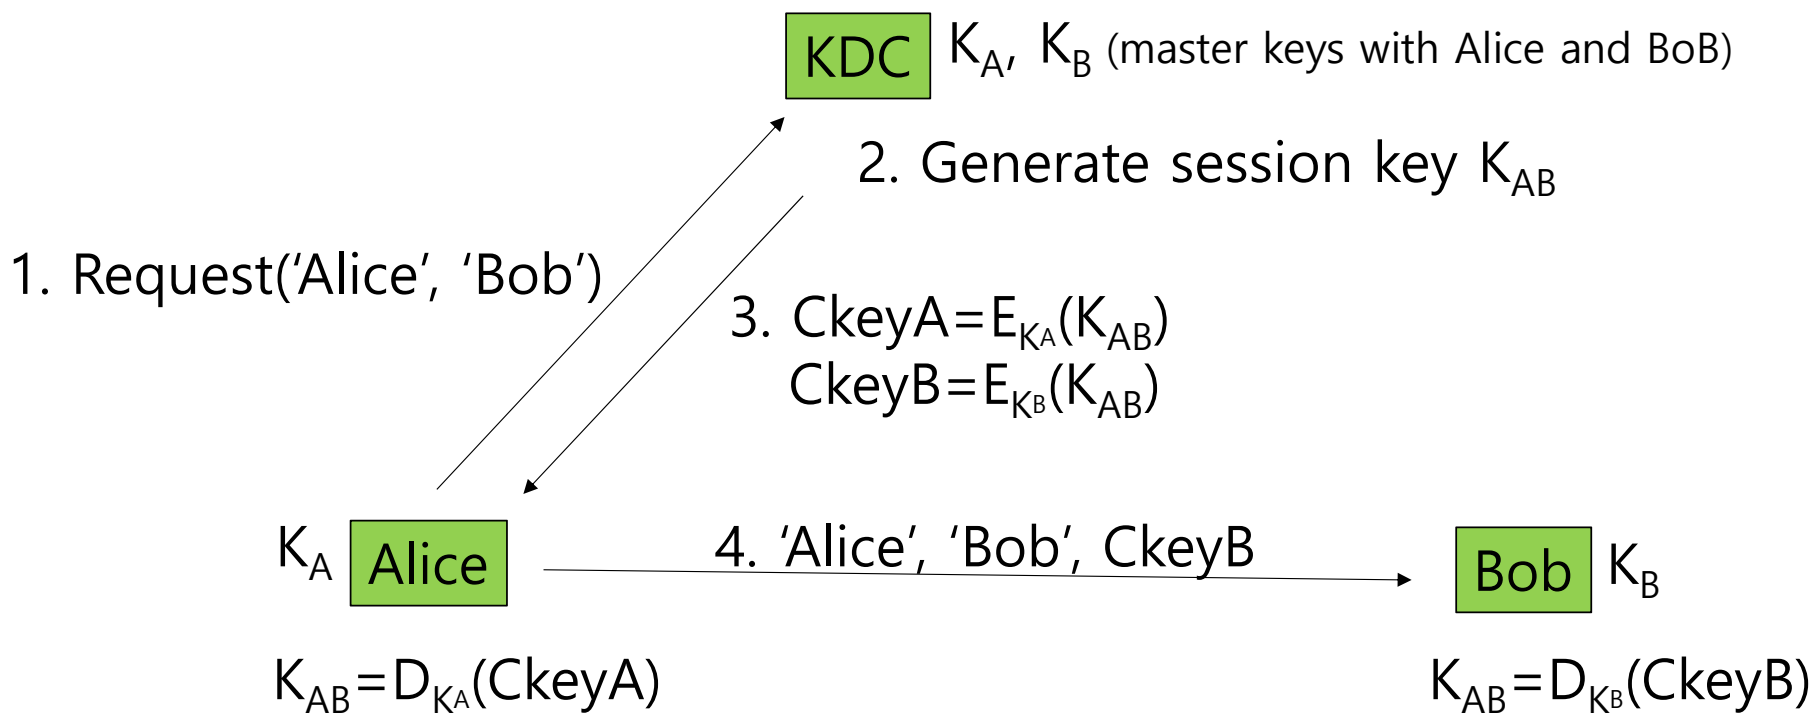 KDC K_A, K_B (master keys with Alice and BoB)
2. Generate session key K_AB
1. Request(‘Alice’, ‘Bob’)
3. CkeyA=E_KA(K_AB)
CkeyB=E_KB(K_AB)
K_A Alice
4. ‘Alice’, ‘Bob’, CkeyB
Bob K_B
K_AB=D_KA(CkeyA)
K_AB=D_KB(CkeyB)